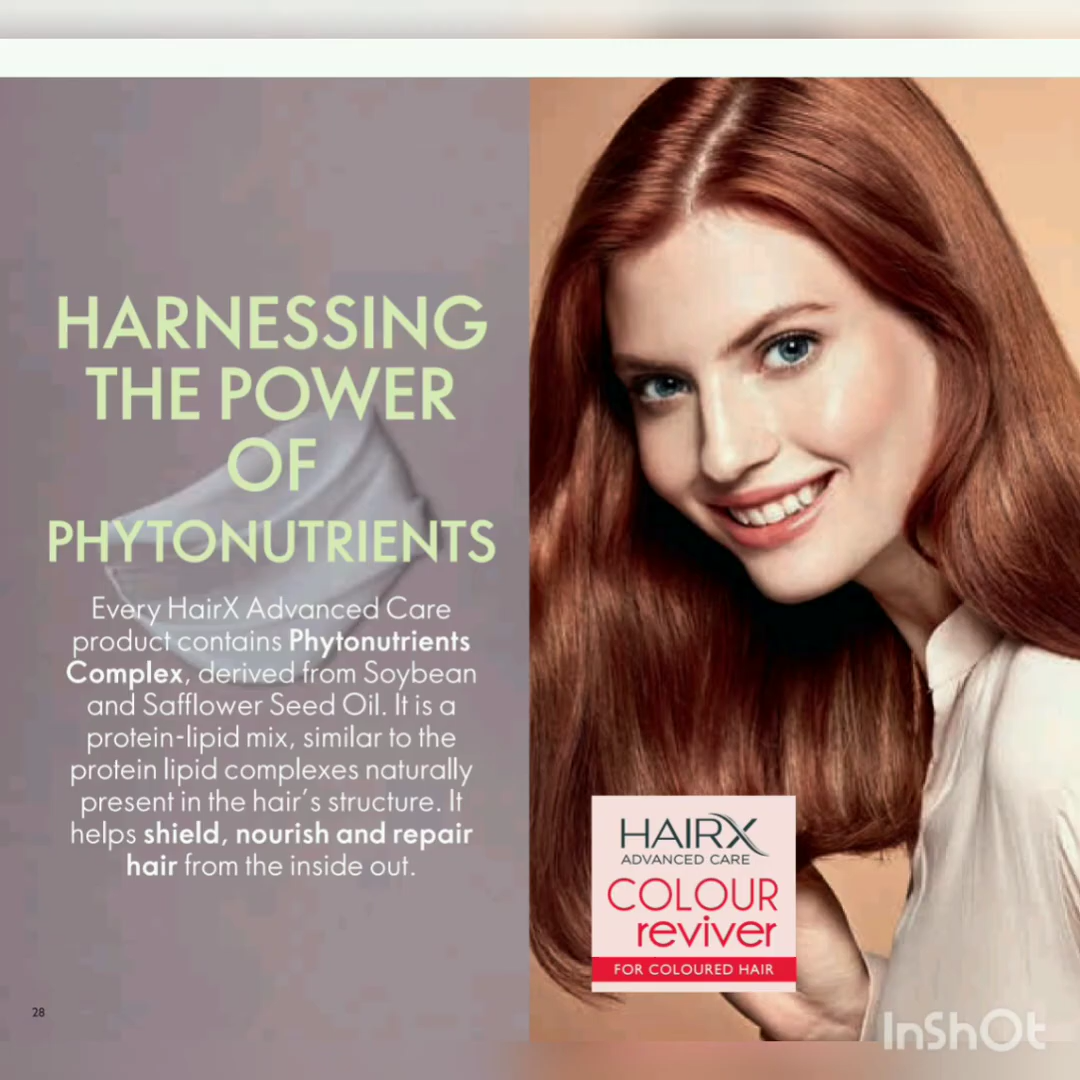 HARNESSING
THE POWER
OF
PHYTONUTRIENTS
Every HairX Advanced Care
product contains Phytonutrients
Complex, derived from Soybean
and Safflower Seed Oil. It is a
protein-lipid mix, similar to the
protein lipid complexes naturally
present in the hair's structure. It
helps shield, nourish and repair
hair from the inside out.
28
HAIRX
ADVANCED CARE
COLOUR
reviver
FOR COLOURED HAIR
InShOt